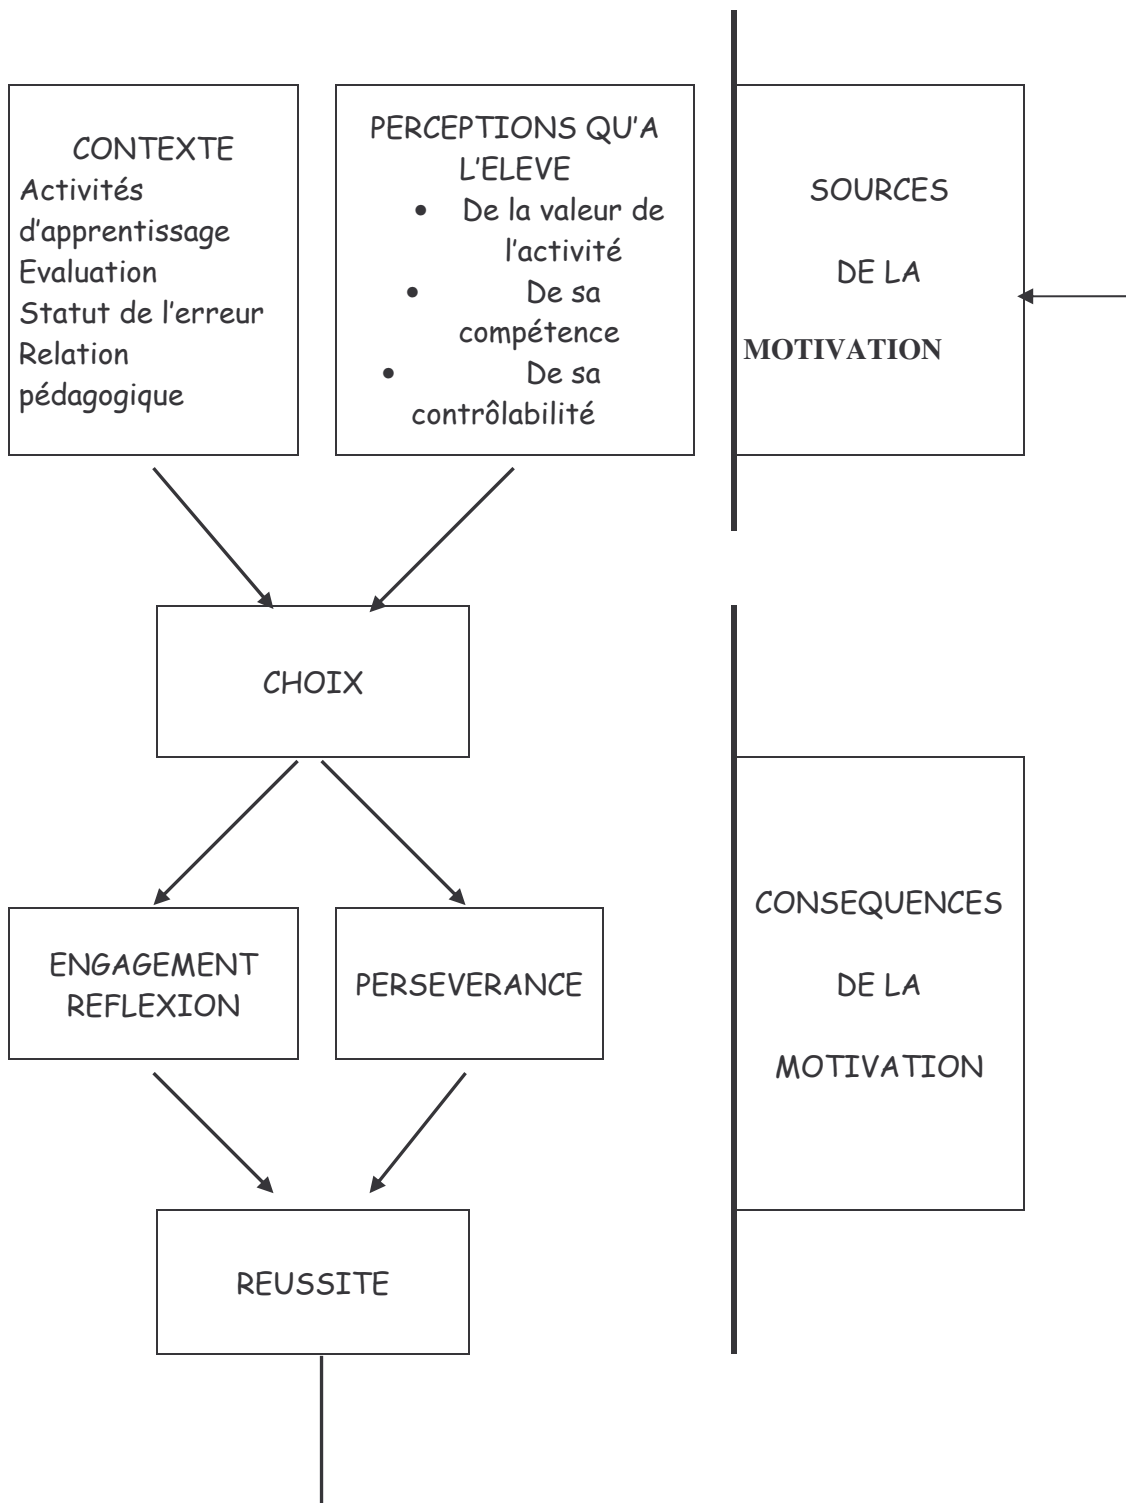 CONTEXTE
Activités
d'apprentissage
Evaluation
Statut de l'erreur
Relation
pédagogique
PERCEPTIONS QU'A
L'ELEVE
• De la valeur de
l'activité
• De sa
compétence
• De sa
contrôlabilité
SOURCES
DE LA
MOTIVATION
CHOIX
ENGAGEMENT
REFLEXION
PERSEVERANCE
CONSEQUENCES
DE LA
MOTIVATION
REUSSITE